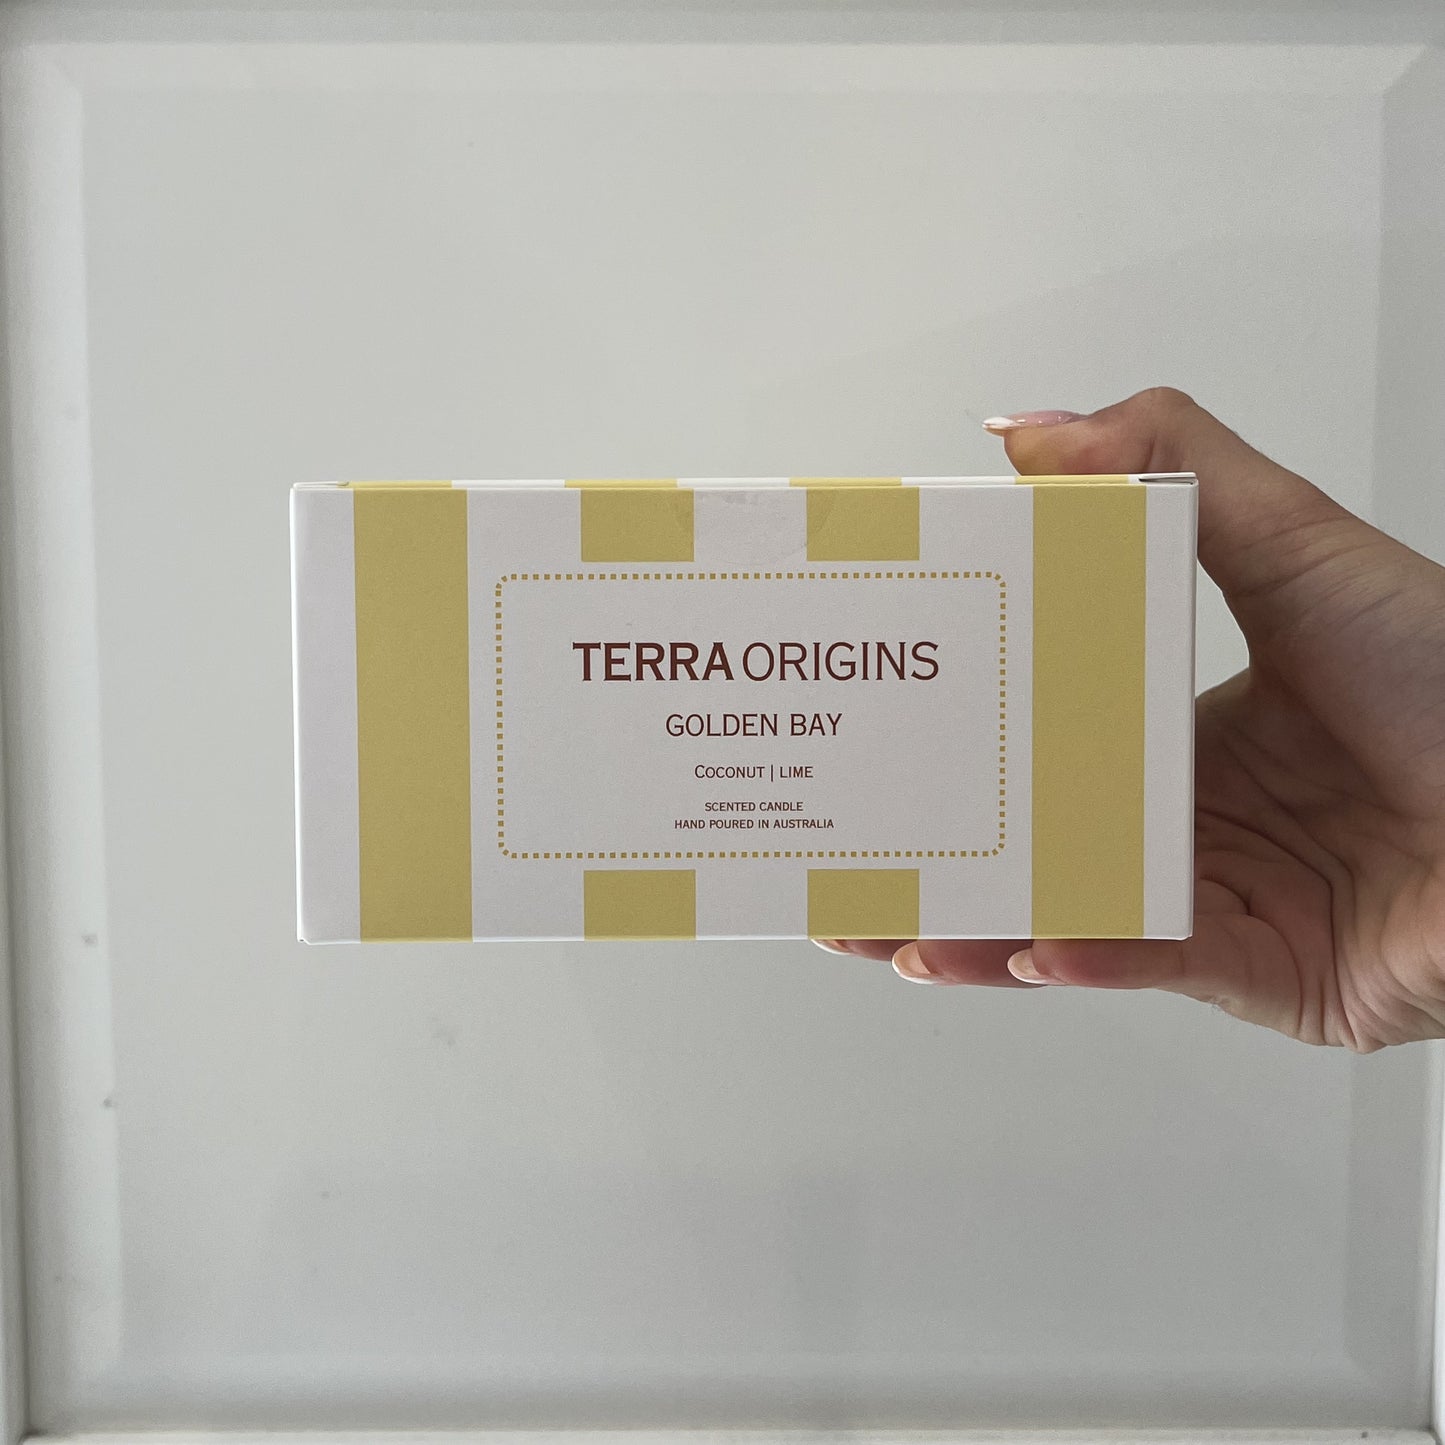 TERRA ORIGINS
GOLDEN BAY
COCONUT | LIME
SCENTED CANDLE
HAND POURED IN AUSTRALIA